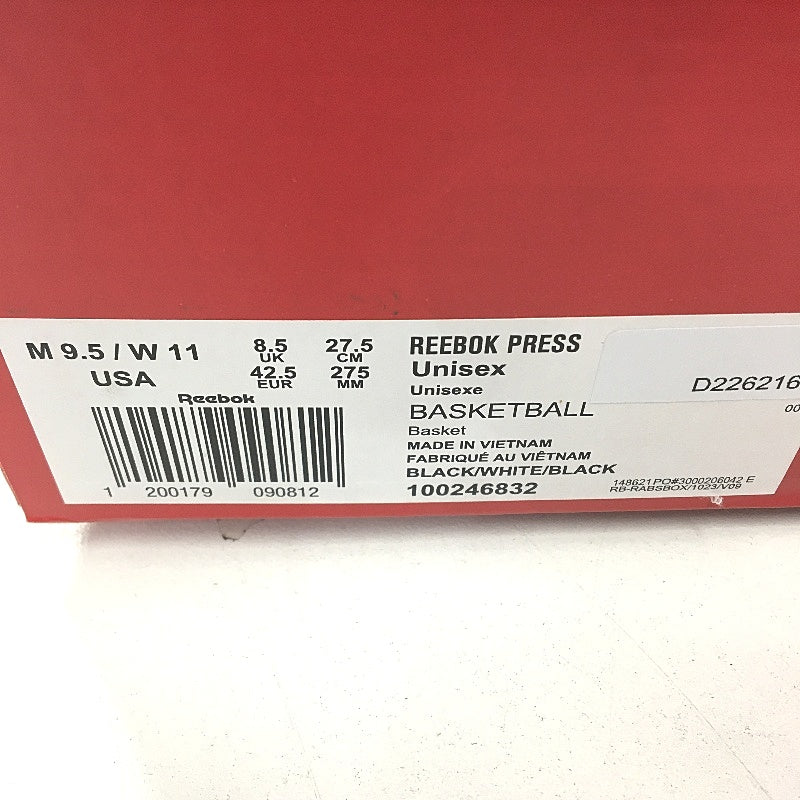 M 9.5 / W 11
USA
8.5
UK
27.5
CM
42.5
EUR
275
MM
Reebok
1 200179 090812
REEBOK PRESS
Unisex
Unisexe
BASKETBALL
Basket
MADE IN VIETNAM
FABRIQUÉ AU VIÊTNAM
BLACK/WHITE/BLACK
100246832
148621PO#3000206042 E
RB-RABSBOX/1023/V09
D226216
00